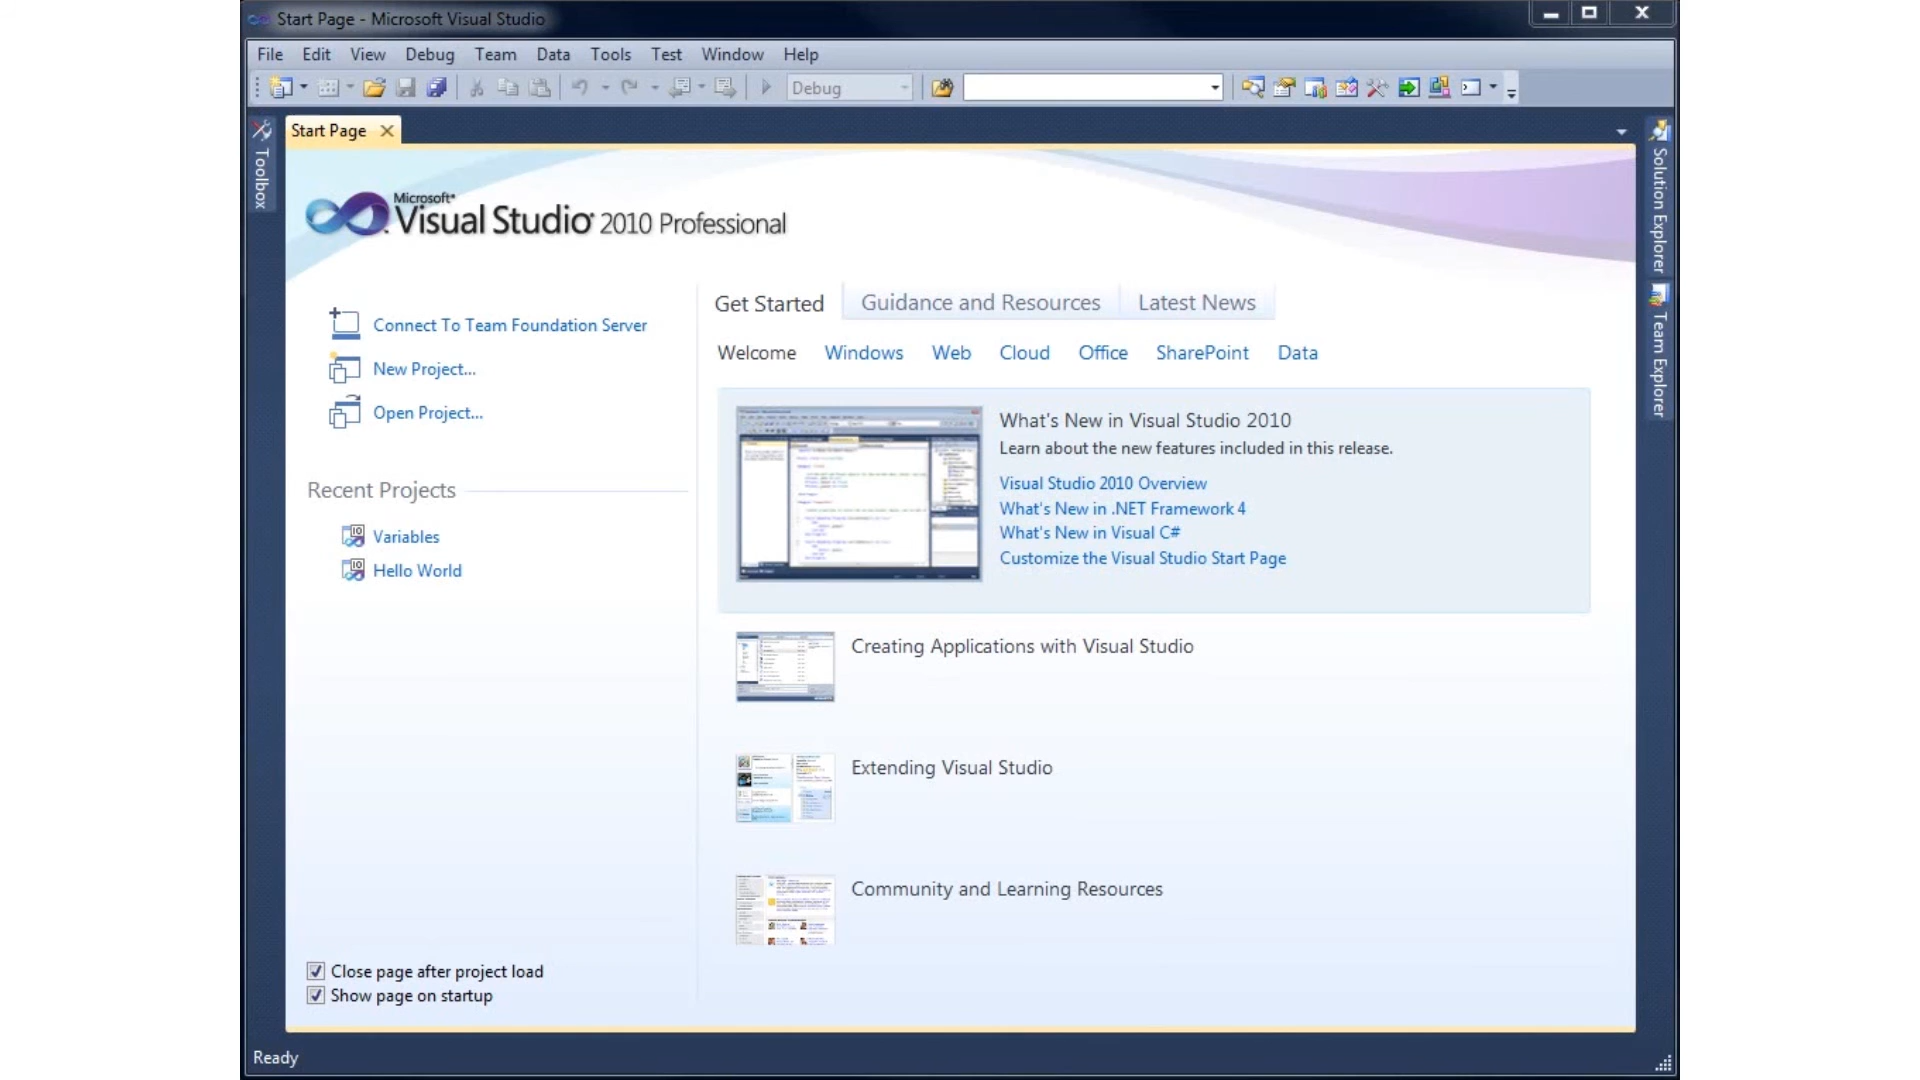 Start Page - Microsoft Visual Studio
File Edit View Debug Team Data Tools Test Window Help
Debug
Toolbox
Start Page
Solution Explorer
Team Explorer
Microsoft®
Visual Studio® 2010 Professional
Connect To Team Foundation Server
New Project...
Open Project...
Recent Projects
Variables
Hello World
Get Started Guidance and Resources Latest News
Welcome Windows Web Cloud Office SharePoint Data
What's New in Visual Studio 2010
Learn about the new features included in this release.
Visual Studio 2010 Overview
What's New in .NET Framework 4
What's New in Visual C#
Customize the Visual Studio Start Page
Creating Applications with Visual Studio
Extending Visual Studio
Community and Learning Resources
Close page after project load
Show page on startup
Ready